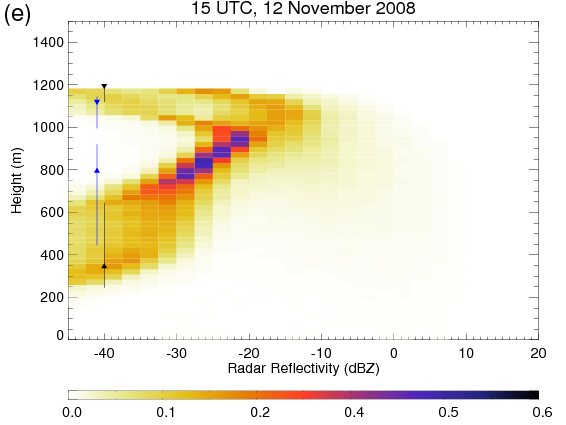 (e)
15 UTC, 12 November 2008
1400
1200
1000
800
600
400
200
0
Height (m)
-40 -30 -20 -10 0 10 20
Radar Reflectivity (dBZ)
0.0 0.1 0.2 0.4 0.5 0.6